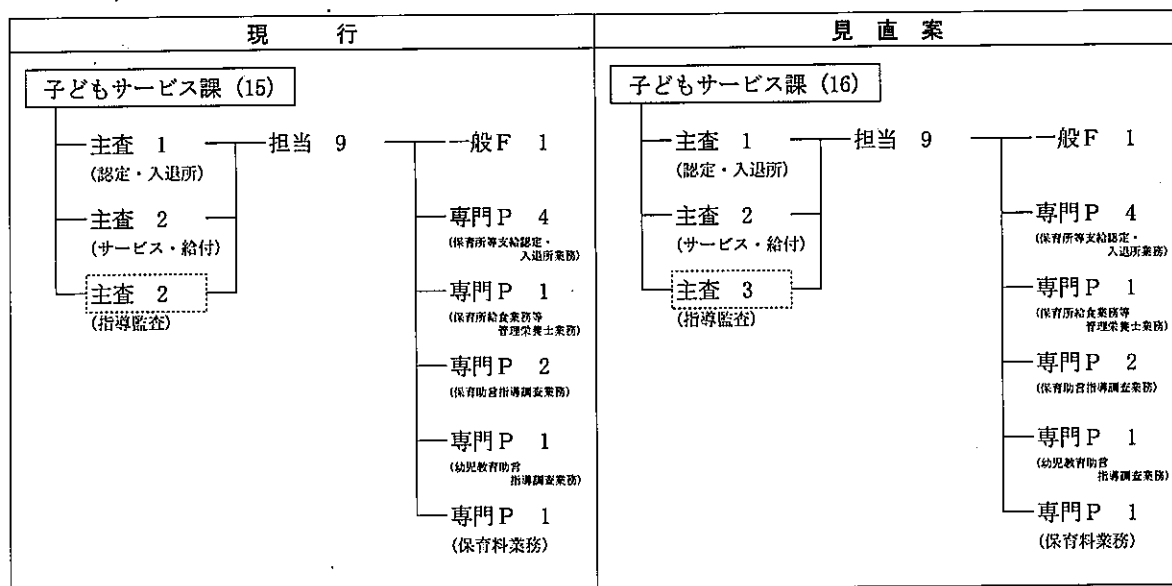 現 行
子どもサービス課 (15)
主査 1
(認定・入退所)
担当 9
一般F 1
主査 2
(サービス・給付)
専門P 4
(保育所等支給認定・
入退所業務)
主査 2
(指導監査)
専門P 1
(保育所給食業務等
管理栄養士業務)
専門P 2
(保育助言指導調査業務)
専門P 1
(幼児教育助言
指導調査業務)
専門P 1
(保育料業務)
見 直 案
子どもサービス課 (16)
主査 1
(認定・入退所)
担当 9
一般F 1
主査 2
(サービス・給付)
専門P 4
(保育所等支給認定・
入退所業務)
主査 3
(指導監査)
専門P 1
(保育所給食業務等
管理栄養士業務)
専門P 2
(保育助言指導調査業務)
専門P 1
(幼児教育助言
指導調査業務)
専門P 1
(保育料業務)